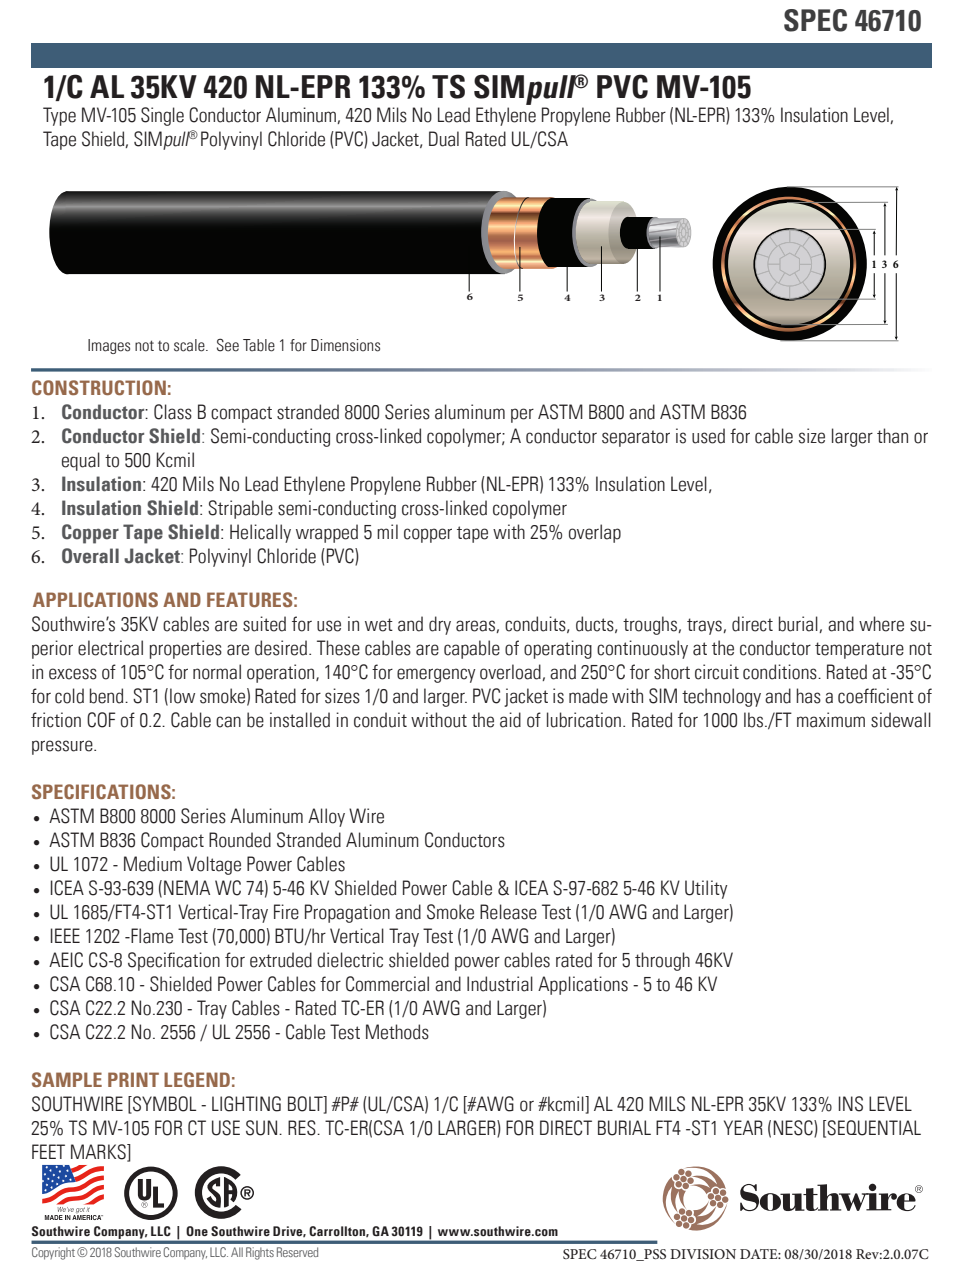 SPEC 46710
1/C AL 35KV 420 NL-EPR 133% TS SIMpull® PVC MV-105
Type MV-105 Single Conductor Aluminum, 420 Mils No Lead Ethylene Propylene Rubber (NL-EPR) 133% Insulation Level,
Tape Shield, SIMpull® Polyvinyl Chloride (PVC) Jacket, Dual Rated UL/CSA
1 3 6
6 5 4 3 2 1
Images not to scale. See Table 1 for Dimensions
CONSTRUCTION:
1. Conductor: Class B compact stranded 8000 Series aluminum per ASTM B800 and ASTM B836
2. Conductor Shield: Semi-conducting cross-linked copolymer; A conductor separator is used for cable size larger than or
equal to 500 Kcmil
3. Insulation: 420 Mils No Lead Ethylene Propylene Rubber (NL-EPR) 133% Insulation Level,
4. Insulation Shield: Stripable semi-conducting cross-linked copolymer
5. Copper Tape Shield: Helically wrapped 5 mil copper tape with 25% overlap
6. Overall Jacket: Polyvinyl Chloride (PVC)
APPLICATIONS AND FEATURES:
Southwire's 35KV cables are suited for use in wet and dry areas, conduits, ducts, troughs, trays, direct burial, and where su-
perior electrical properties are desired. These cables are capable of operating continuously at the conductor temperature not
in excess of 105°C for normal operation, 140°C for emergency overload, and 250°C for short circuit conditions. Rated at -35°C
for cold bend. ST1 (low smoke) Rated for sizes 1/0 and larger. PVC jacket is made with SIM technology and has a coefficient of
friction COF of 0.2. Cable can be installed in conduit without the aid of lubrication. Rated for 1000 lbs./FT maximum sidewall
pressure.
SPECIFICATIONS:
• ASTM B800 8000 Series Aluminum Alloy Wire
• ASTM B836 Compact Rounded Stranded Aluminum Conductors
• UL 1072 - Medium Voltage Power Cables
• ICEA S-93-639 (NEMA WC 74) 5-46 KV Shielded Power Cable & ICEA S-97-682 5-46 KV Utility
• UL 1685/FT4-ST1 Vertical-Tray Fire Propagation and Smoke Release Test (1/0 AWG and Larger)
• IEEE 1202 -Flame Test (70,000) BTU/hr Vertical Tray Test (1/0 AWG and Larger)
• AEIC CS-8 Specification for extruded dielectric shielded power cables rated for 5 through 46KV
• CSA C68.10 - Shielded Power Cables for Commercial and Industrial Applications - 5 to 46 KV
• CSA C22.2 No.230 - Tray Cables - Rated TC-ER (1/0 AWG and Larger)
• CSA C22.2 No. 2556 / UL 2556 - Cable Test Methods
SAMPLE PRINT LEGEND:
SOUTHWIRE [SYMBOL - LIGHTING BOLT] #P# (UL/CSA) 1/C [#AWG or #kcmil] AL 420 MILS NL-EPR 35KV 133% INS LEVEL
25% TS MV-105 FOR CT USE SUN. RES. TC-ER(CSA 1/0 LARGER) FOR DIRECT BURIAL FT4 -ST1 YEAR (NESC) [SEQUENTIAL
FEET MARKS]
We've got it
MADE IN AMERICA
UL ®
SA ®
Southwire®
Southwire Company, LLC | One Southwire Drive, Carrollton, GA 30119 | www.southwire.com
Copyright © 2018 Southwire Company, LLC. All Rights Reserved
SPEC 46710_PSS DIVISION DATE: 08/30/2018 Rev:2.0.07C